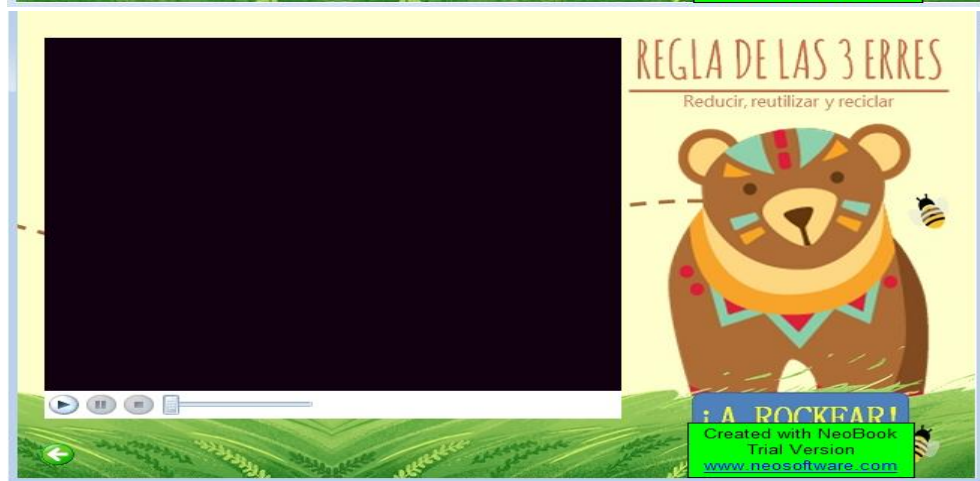 REGLA DE LAS 3 ERRES
Reducir, reutilizar y reciclar
¡A ROCKEAR!
Created with NeoBook
Trial Version
www.neosoftware.com